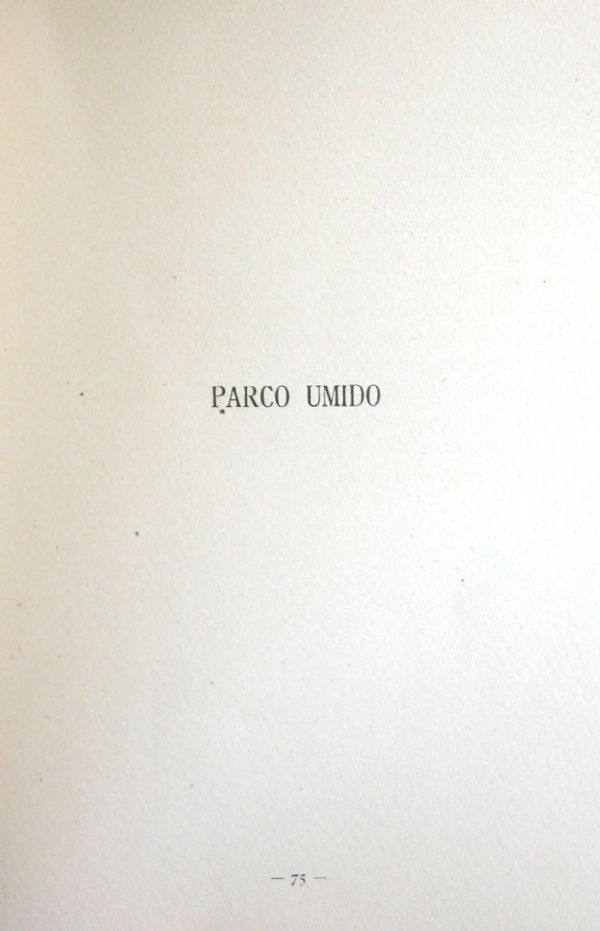 PARCO UMIDO
— 75 —